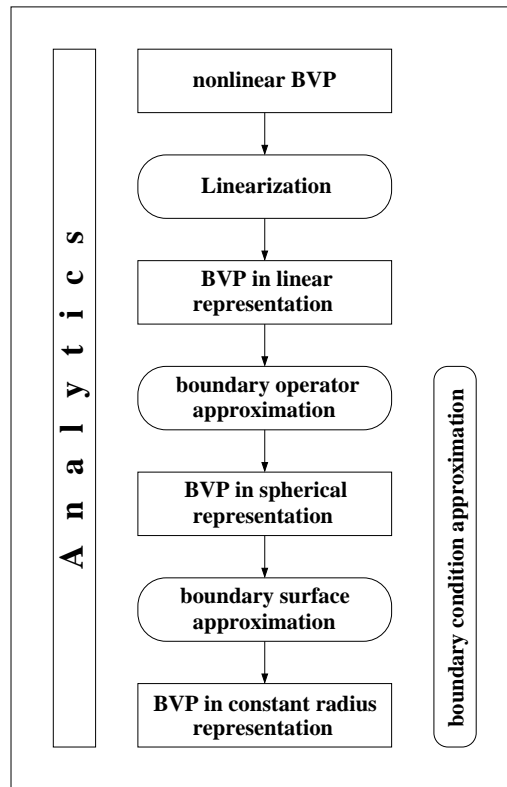 Analytics
nonlinear BVP
Linearization
BVP in linear
representation
boundary operator
approximation
BVP in spherical
representation
boundary surface
approximation
BVP in constant radius
representation
boundary condition approximation